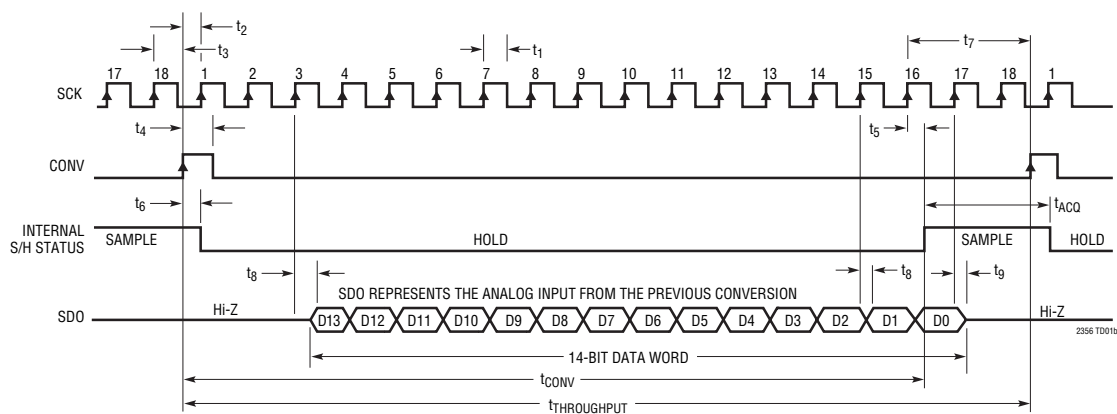 t2
t3
t1
t7
17 18 1 2 3 4 5 6 7 8 9 10 11 12 13 14 15 16 17 18 1
SCK
t4
t5
CONV
t6
tACQ
INTERNAL
S/H STATUS
SAMPLE HOLD SAMPLE HOLD
t8 t8 t9
SDO REPRESENTS THE ANALOG INPUT FROM THE PREVIOUS CONVERSION
Hi-Z Hi-Z
SDO D13 D12 D11 D10 D9 D8 D7 D6 D5 D4 D3 D2 D1 D0
2356 TD01b
14-BIT DATA WORD
tCONV
tTHROUGHPUT